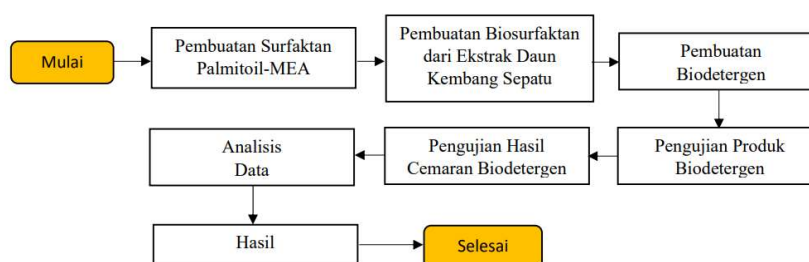 Mulai
Pembuatan Surfaktan
Palmitoil-MEA
Pembuatan Biosurfaktan
dari Ekstrak Daun
Kembang Sepatu
Pembuatan
Biodetergen
Pengujian Produk
Biodetergen
Pengujian Hasil
Cemaran Biodetergen
Analisis
Data
Hasil
Selesai